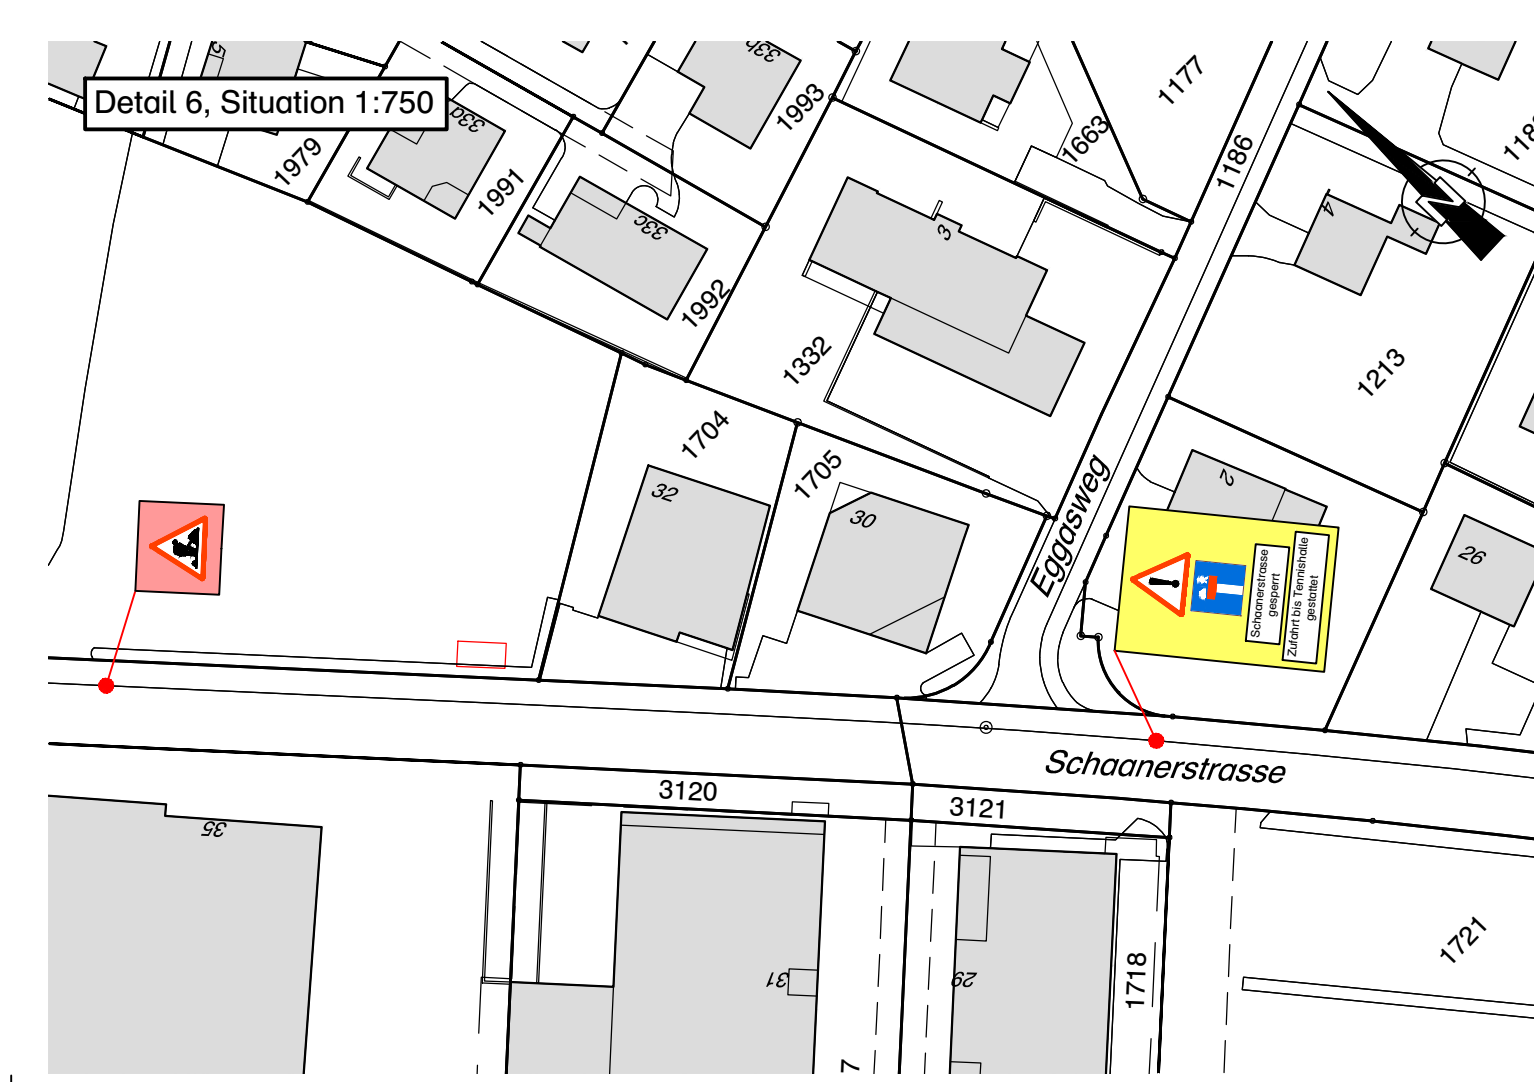 Detail 6, Situation 1:750
33b
33a
1979
1991
1993
33c
1992
1177
1663
1186
3
4
1332
1213
1704
1705
32
30
2
26
Eggasweg
Schaanerstrasse
gesperrt
Zufahrt bis Tennishalle
gestattet
Schaanerstrasse
3120
3121
35
31
29
1718
1721